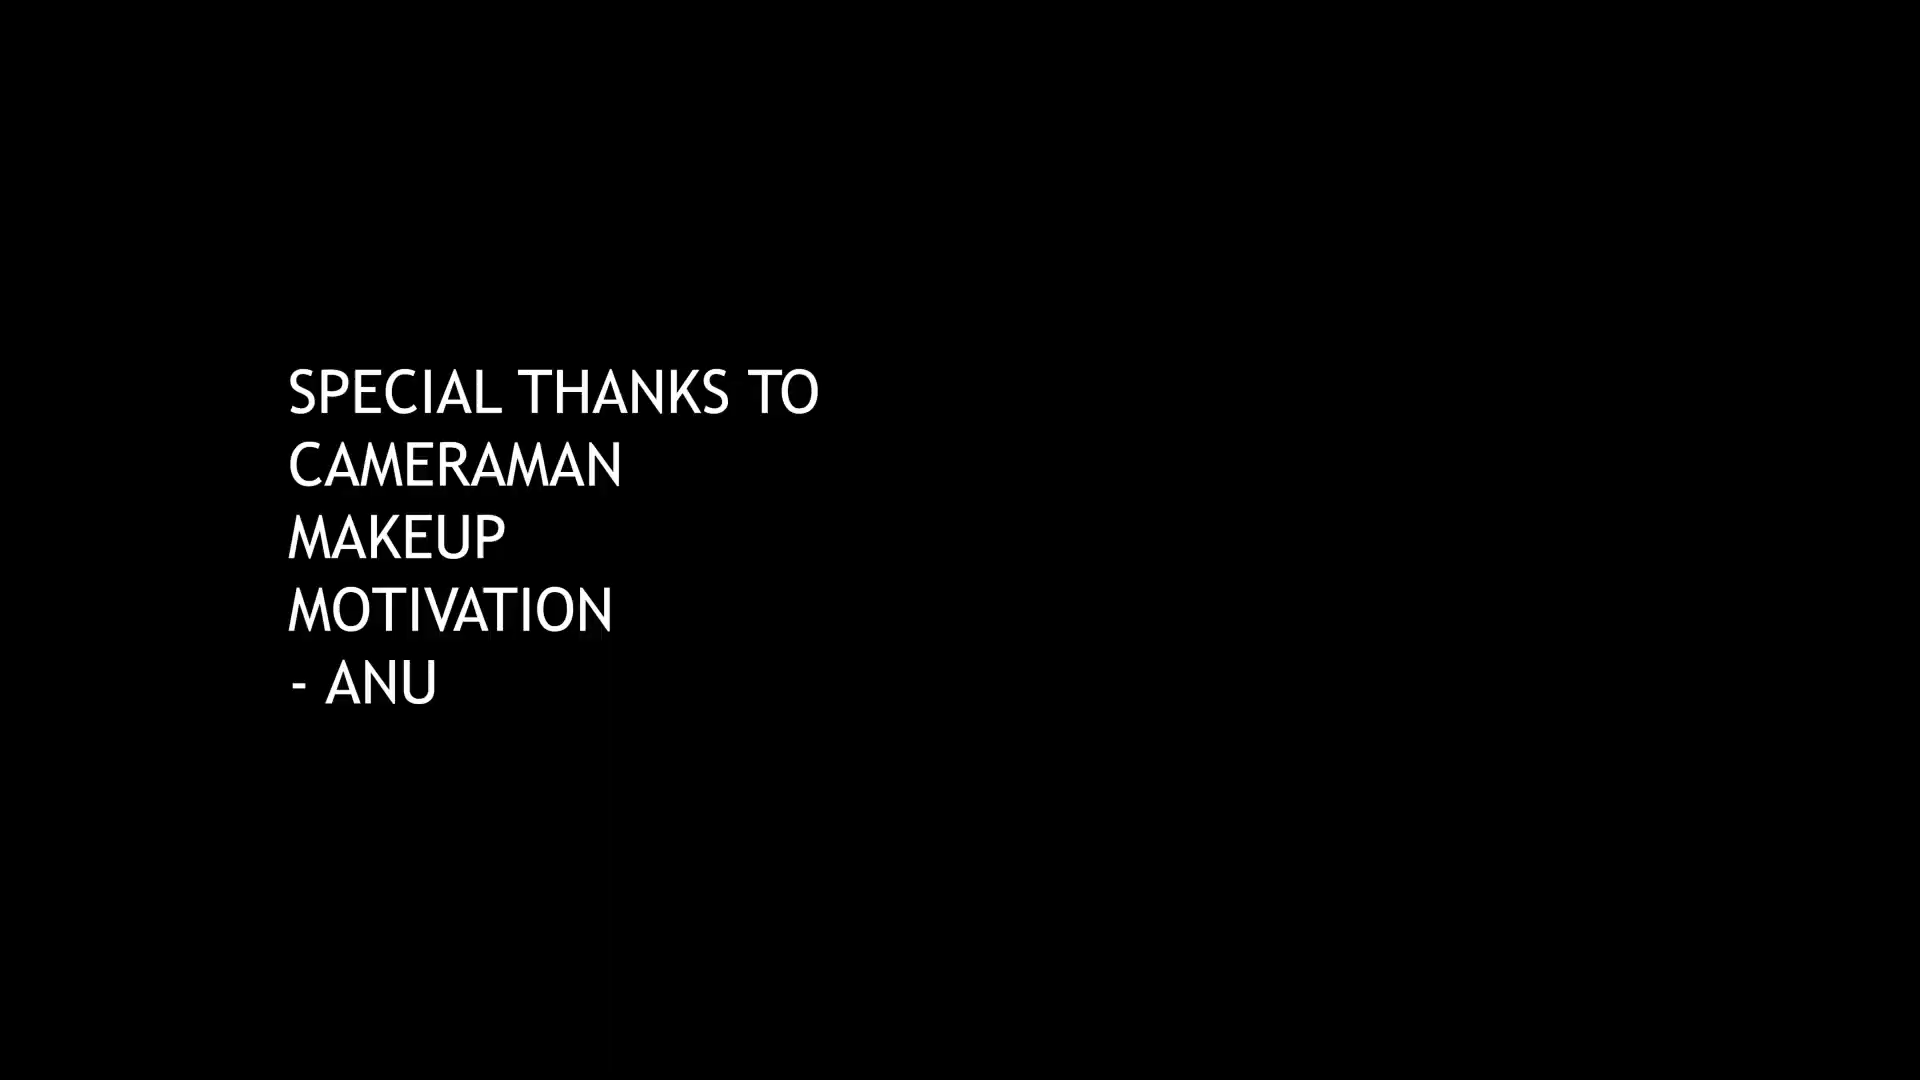 SPECIAL THANKS TO
CAMERAMAN
MAKEUP
MOTIVATION
- ANU